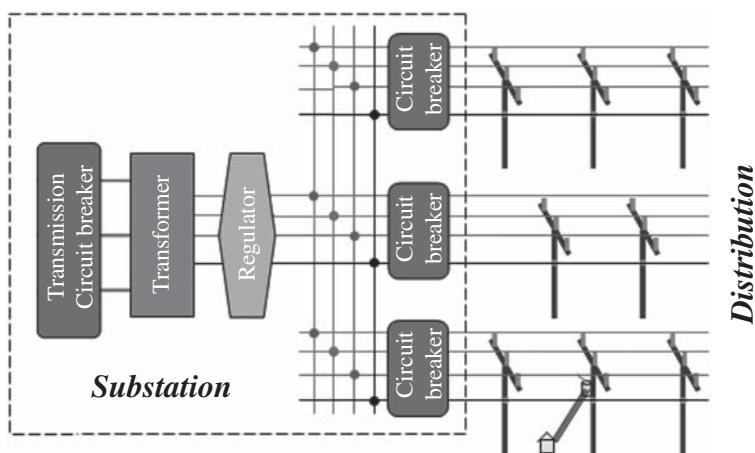 Circuit
breaker
Transmission
Circuit breaker
Transformer
Regulator
Circuit
breaker
Distribution
Substation
Circuit
breaker